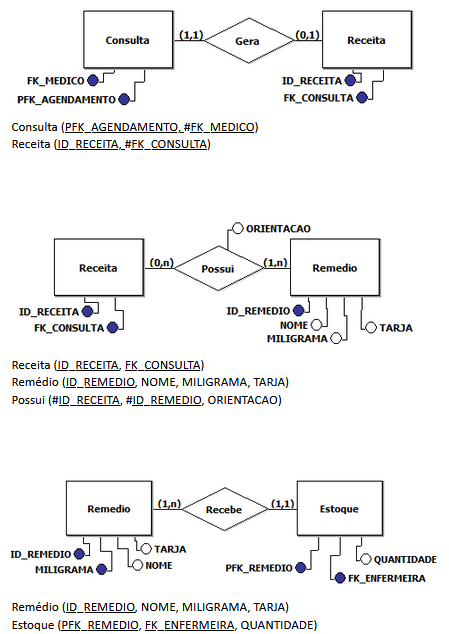 Consulta (1,1) Gera (0,1) Receita
FK_MEDICO ID_RECEITA
PFK_AGENDAMENTO FK_CONSULTA
Consulta (PFK_AGENDAMENTO, #FK_MEDICO)
Receita (ID_RECEITA, #FK_CONSULTA)
ORIENTACAO
Receita (0,n) Possui (1,n) Remedio
ID_RECEITA ID_REMEDIO
FK_CONSULTA NOME TARJA
MILIGRAMA
Receita (ID_RECEITA, FK_CONSULTA)
Remédio (ID_REMEDIO, NOME, MILIGRAMA, TARJA)
Possui (#ID_RECEITA, #ID_REMEDIO, ORIENTACAO)
Remedio (1,n) Recebe (1,1) Estoque
ID_REMEDIO TARJA QUANTIDADE
MILIGRAMA NOME PFK_REMEDIO
FK_ENFERMEIRA
Remédio (ID_REMEDIO, NOME, MILIGRAMA, TARJA)
Estoque (PFK_REMEDIO, FK_ENFERMEIRA, QUANTIDADE)